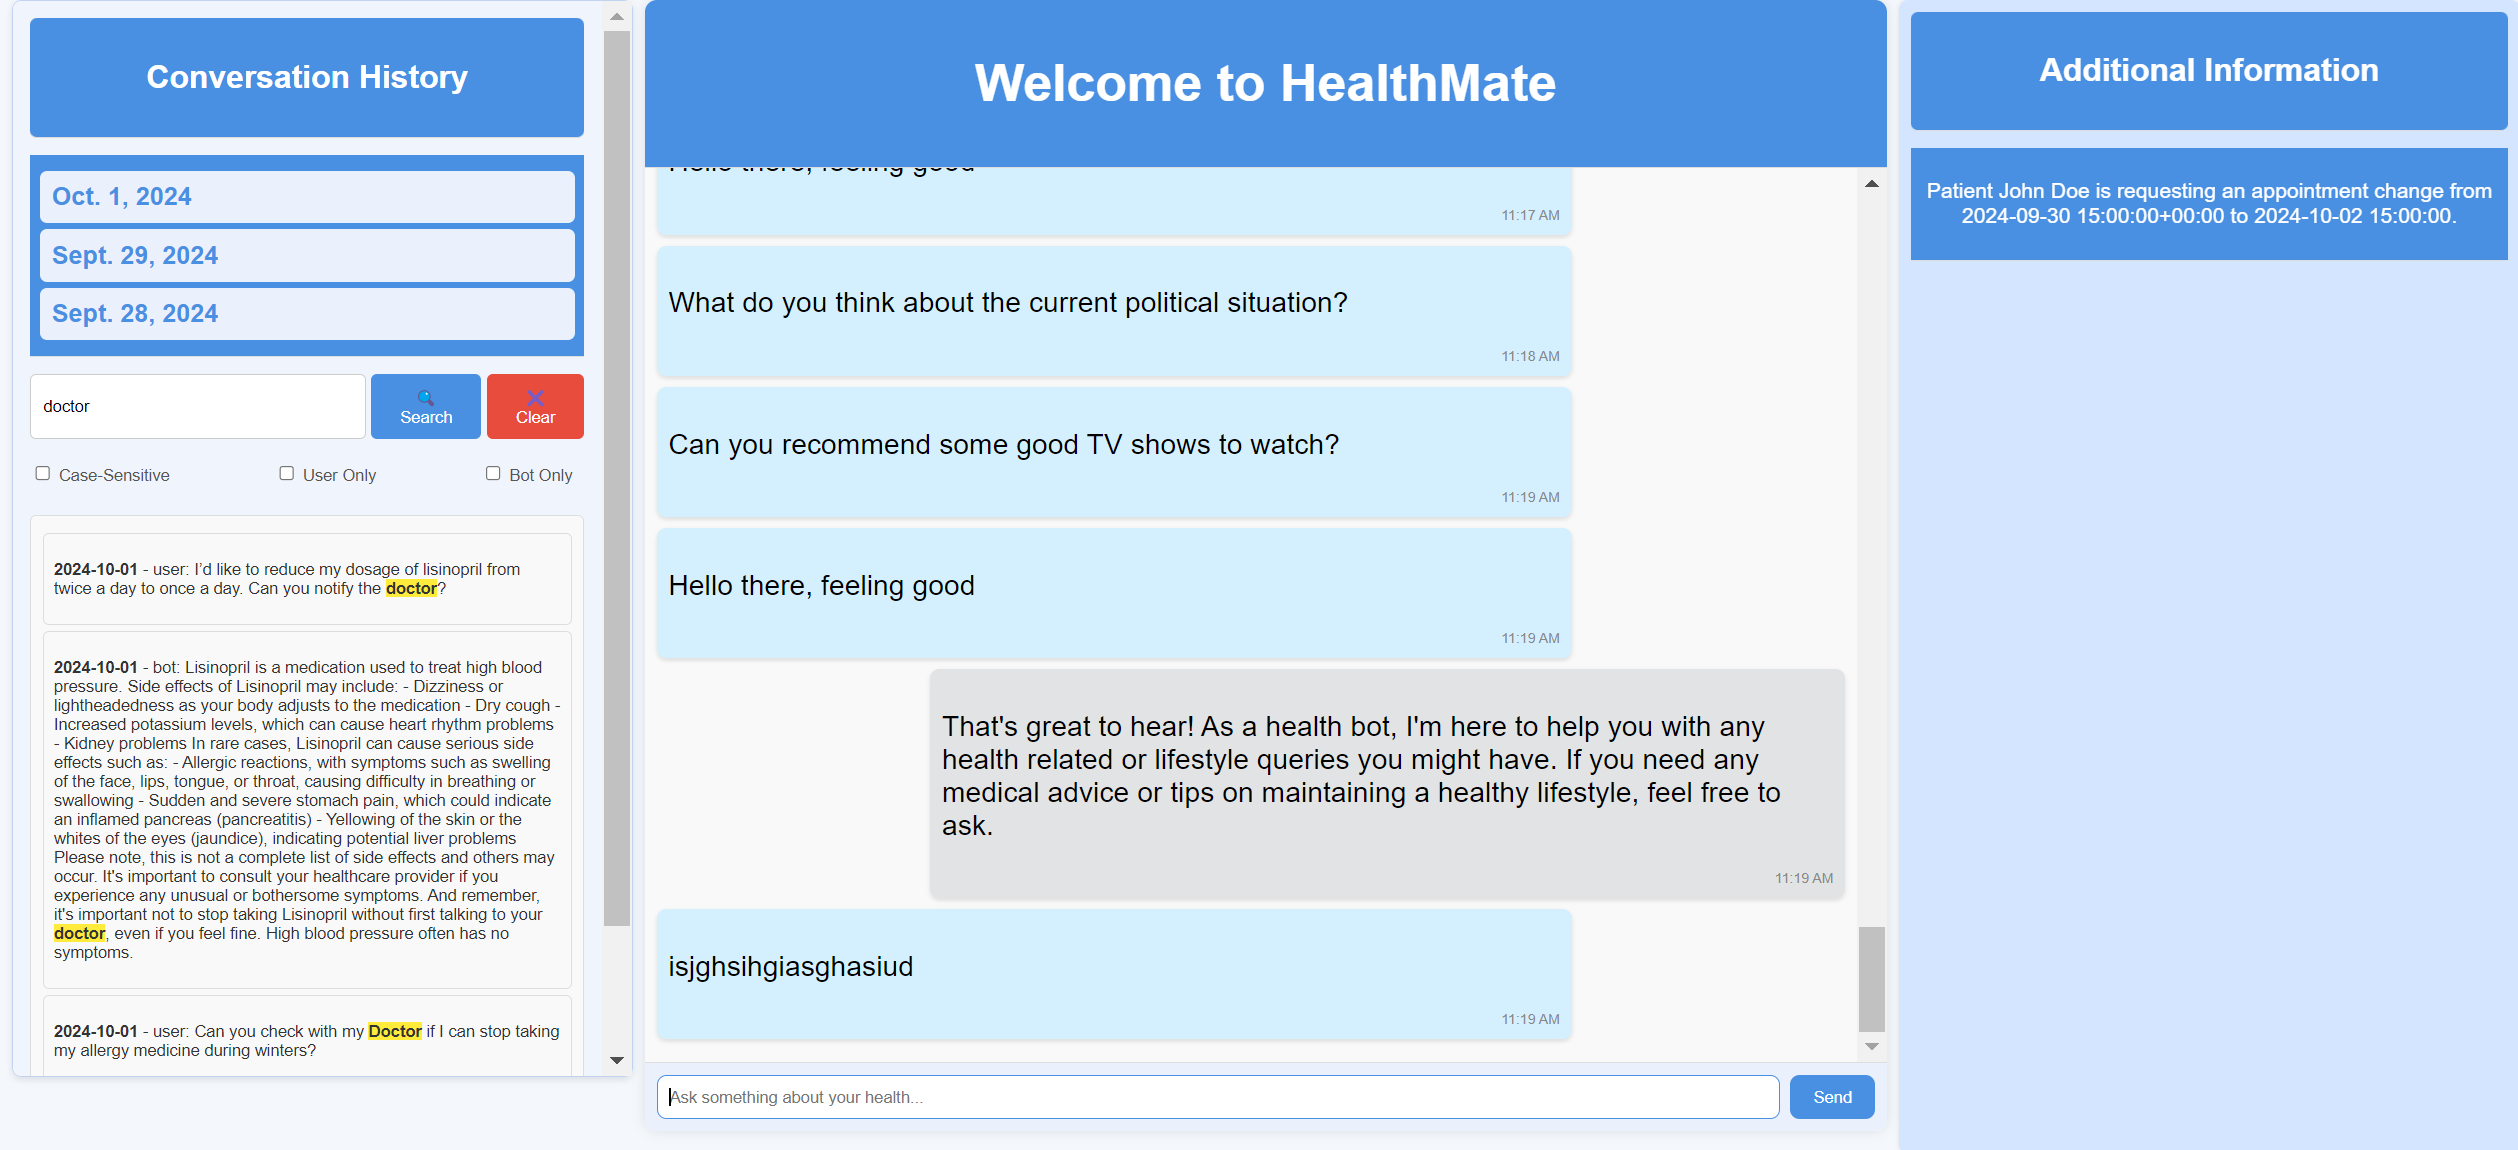 Conversation History
Oct. 1, 2024
Sept. 29, 2024
Sept. 28, 2024
doctor
Search
Clear
Case-Sensitive
User Only
Bot Only
2024-10-01 - user: I’d like to reduce my dosage of lisinopril from
twice a day to once a day. Can you notify the doctor?
2024-10-01 - bot: Lisinopril is a medication used to treat high blood
pressure. Side effects of Lisinopril may include: - Dizziness or
lightheadedness as your body adjusts to the medication - Dry cough -
Increased potassium levels, which can cause heart rhythm problems
- Kidney problems In rare cases, Lisinopril can cause serious side
effects such as: - Allergic reactions, with symptoms such as swelling
of the face, lips, tongue, or throat, causing difficulty in breathing or
swallowing - Sudden and severe stomach pain, which could indicate
an inflamed pancreas (pancreatitis) - Yellowing of the skin or the
whites of the eyes (jaundice), indicating potential liver problems
Please note, this is not a complete list of side effects and others may
occur. It's important to consult your healthcare provider if you
experience any unusual or bothersome symptoms. And remember,
it's important not to stop taking Lisinopril without first talking to your
doctor, even if you feel fine. High blood pressure often has no
symptoms.
2024-10-01 - user: Can you check with my Doctor if I can stop taking
my allergy medicine during winters?
Welcome to HealthMate
Hello there, feeling good
11:17 AM
What do you think about the current political situation?
11:18 AM
Can you recommend some good TV shows to watch?
11:19 AM
Hello there, feeling good
11:19 AM
That's great to hear! As a health bot, I'm here to help you with any
health related or lifestyle queries you might have. If you need any
medical advice or tips on maintaining a healthy lifestyle, feel free to
ask.
11:19 AM
isjghsihgiasghasiud
11:19 AM
Ask something about your health...
Send
Additional Information
Patient John Doe is requesting an appointment change from
2024-09-30 15:00:00+00:00 to 2024-10-02 15:00:00.